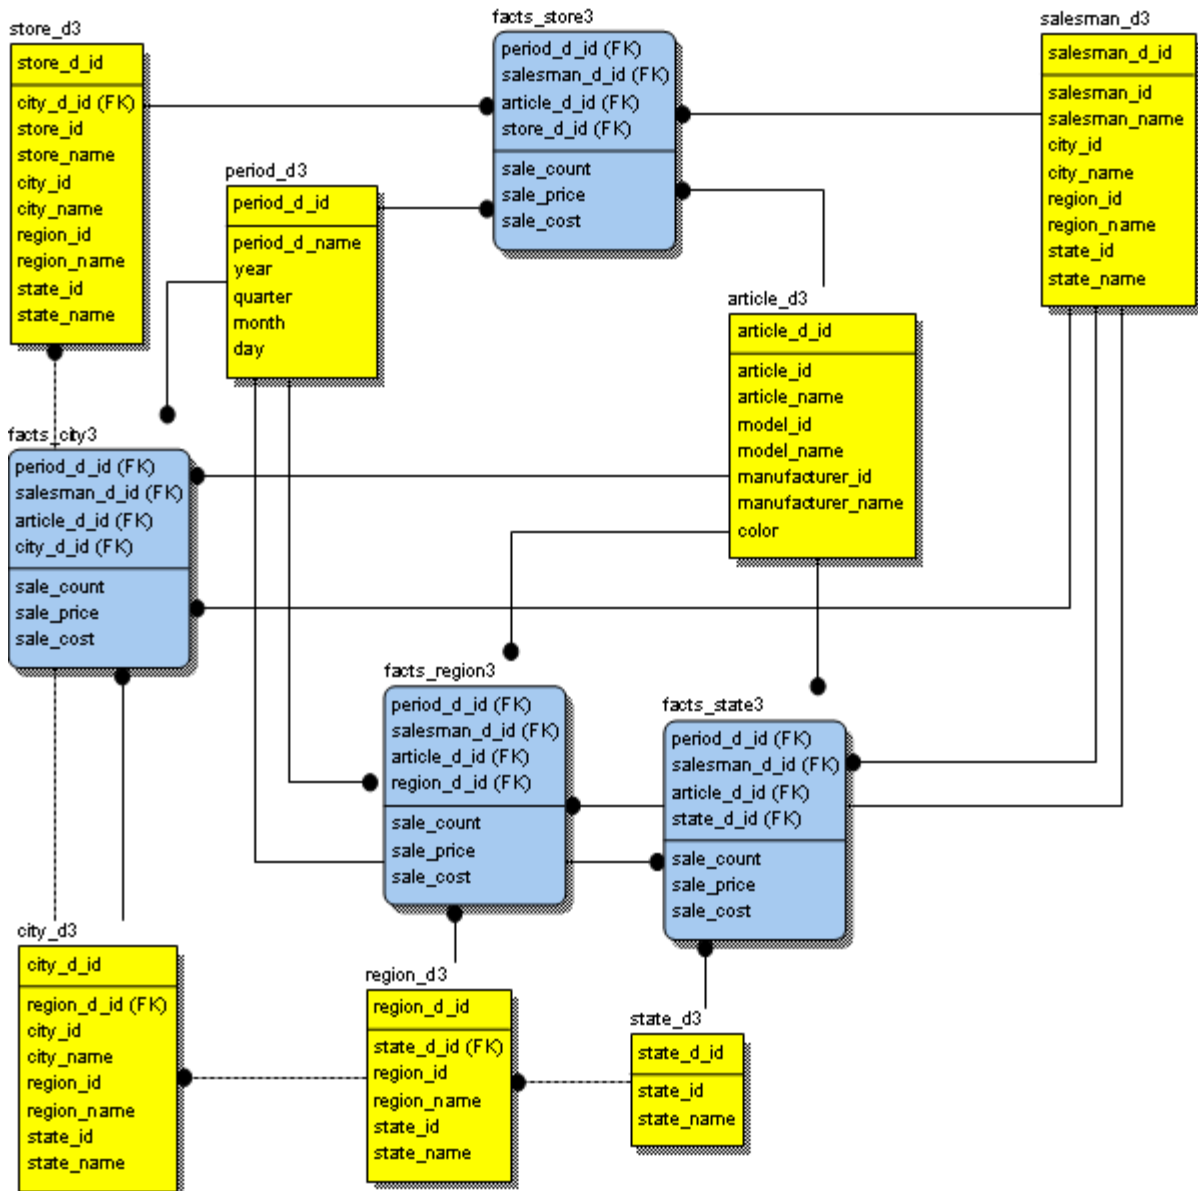 store_d3
store_d_id
city_d_id (FK)
store_id
store_name
city_id
city_name
region_id
region_name
state_id
state_name
facts_store3
period_d_id (FK)
salesman_d_id (FK)
article_d_id (FK)
store_d_id (FK)
sale_count
sale_price
sale_cost
salesman_d3
salesman_d_id
salesman_id
salesman_name
city_id
city_name
region_id
region_name
state_id
state_name
period_d3
period_d_id
period_d_name
year
quarter
month
day
article_d3
article_d_id
article_id
article_name
model_id
model_name
manufacturer_id
manufacturer_name
color
facts_city3
period_d_id (FK)
salesman_d_id (FK)
article_d_id (FK)
city_d_id (FK)
sale_count
sale_price
sale_cost
facts_region3
period_d_id (FK)
salesman_d_id (FK)
article_d_id (FK)
region_d_id (FK)
sale_count
sale_price
sale_cost
facts_state3
period_d_id (FK)
salesman_d_id (FK)
article_d_id (FK)
state_d_id (FK)
sale_count
sale_price
sale_cost
city_d3
city_d_id
region_d_id (FK)
city_id
city_name
region_id
region_name
state_id
state_name
region_d3
region_d_id
state_d_id (FK)
region_id
region_name
state_id
state_name
state_d3
state_d_id
state_id
state_name